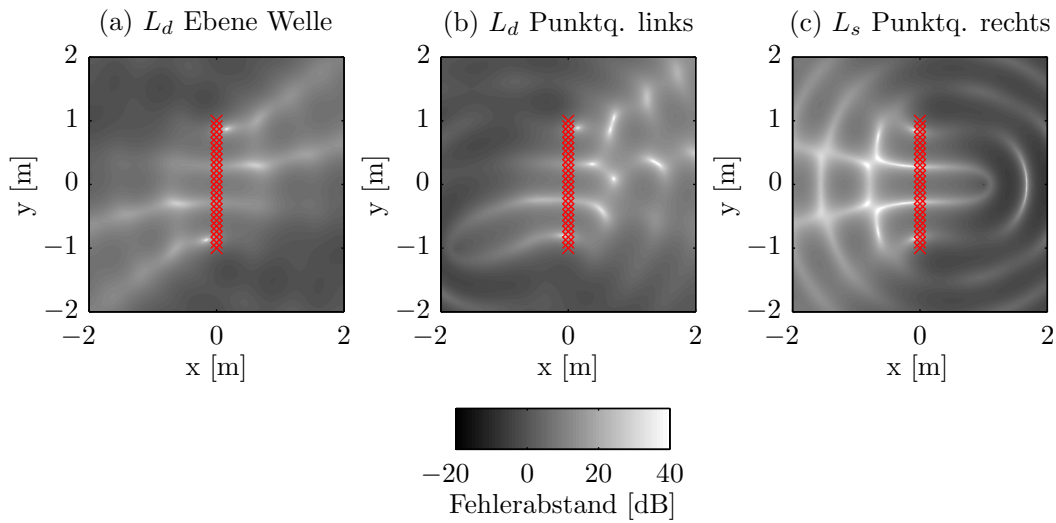 (a) L_d Ebene Welle
(b) L_d Punktq. links
(c) L_s Punktq. rechts
2
1
0
−1
−2
y [m]
−2 0 2
x [m]
2
1
0
−1
−2
y [m]
−2 0 2
x [m]
2
1
0
−1
−2
y [m]
−2 0 2
x [m]
−20 0 20 40
Fehlerabstand [dB]